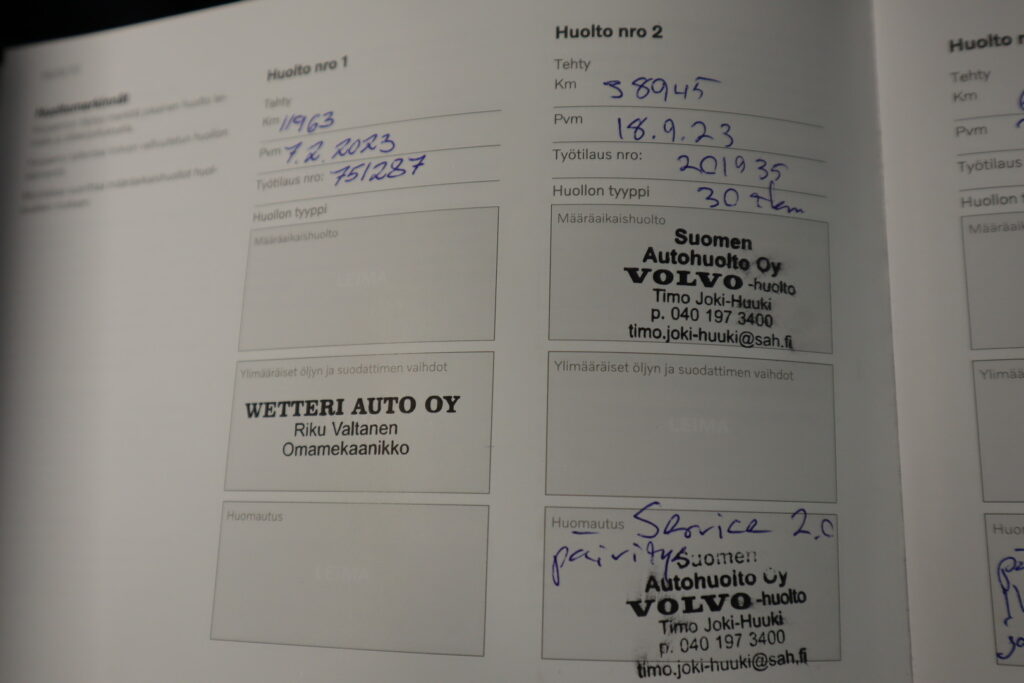 Huoltomerkinnät
Huolto nro 1
Tehty
Km 11963
Pvm 7.2.2023
Työtilaus nro: 751287
Huollon tyyppi
Määräaikaishuolto
LEIMA
Ylimääräiset öljyn ja suodattimen vaihdot
WETTERI AUTO OY
Riku Valtanen
Omamekaanikko
Huomautus
LEIMA
Huolto nro 2
Tehty
Km 38945
Pvm 18.9.23
Työtilaus nro: 201935
Huollon tyyppi 30 tkm
Määräaikaishuolto
Suomen
Autohuolto Oy
VOLVO -huolto
Timo Joki-Huuki
p. 040 197 3400
timo.joki-huuki@sah.fi
Ylimääräiset öljyn ja suodattimen vaihdot
LEIMA
Huomautus Service 2.0
päivitys
Suomen
Autohuolto Oy
VOLVO -huolto
Timo Joki-Huuki
p. 040 197 3400
timo.joki-huuki@sah.fi
Huolto n
Tehty
Km
Pvm
Työtilaus
Huollon t
Määräai
Ylimää
Huom